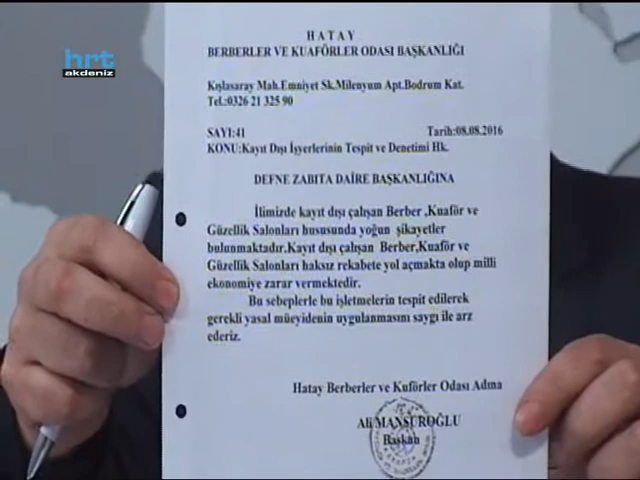 hrt
akdeniz
HATAY
BERBERLER VE KUAFÖRLER ODASI BAŞKANLIĞI
Kışlasaray Mah.Emniyet Sk.Milenyum Apt.Bodrum Kat.
Tel.:0326 21 325 90
SAYI:41 Tarih:08.08.2016
KONU:Kayıt Dışı İşyerlerinin Tespit ve Denetimi Hk.
DEFNE ZABITA DAİRE BAŞKANLIĞINA
İlimizde kayıt dışı çalışan Berber ,Kuaför ve
Güzellik Salonları hususunda yoğun şikayetler
bulunmaktadır.Kayıt dışı çalışan Berber,Kuaför ve
Güzellik Salonları haksız rekabete yol açmakta olup milli
ekonomiye zarar vermektedir.
Bu sebeplerle bu işletmelerin tespit edilerek
gerekli yasal müeyidenin uygulanmasını saygı ile arz
ederiz.
Hatay Berberler ve Kuförler Odası Adına
Ali MANSUROĞLU
Başkan